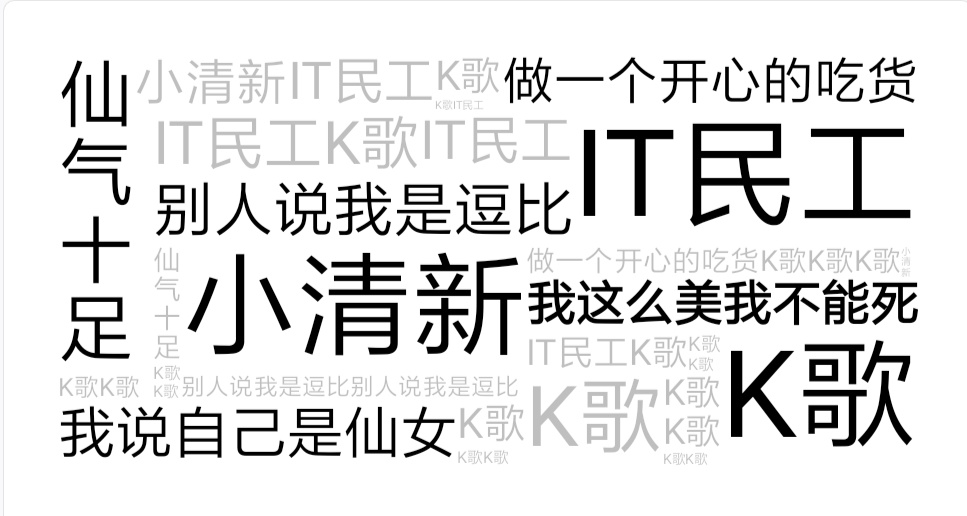 仙气十足
小清新IT民工K歌
K歌IT民工
做一个开心的吃货
IT民工K歌IT民工
IT民工
别人说我是逗比
仙气十足
小清新
做一个开心的吃货K歌K歌K歌
小清新
我这么美我不能死
IT民工K歌K歌
K歌
K歌
K歌K歌
K歌
K歌
别人说我是逗比别人说我是逗比
我说自己是仙女
K歌
K歌K歌
K歌
K歌
K歌
K歌K歌